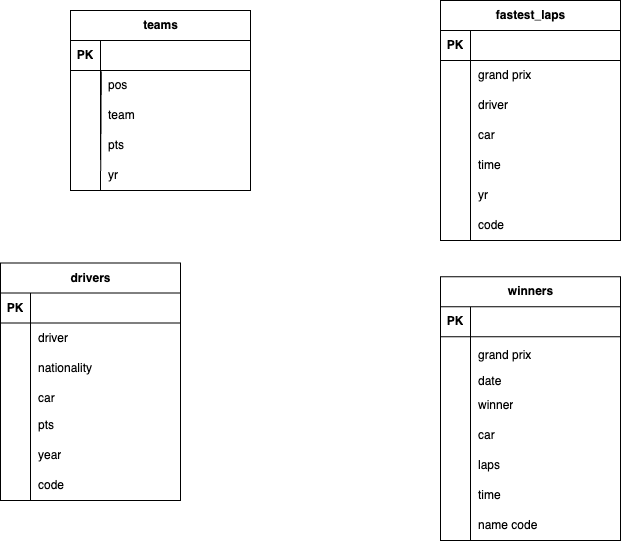 teams
PK
pos
team
pts
yr
fastest_laps
PK
grand prix
driver
car
time
yr
code
drivers
PK
driver
nationality
car
pts
year
code
winners
PK
grand prix
date
winner
car
laps
time
name code